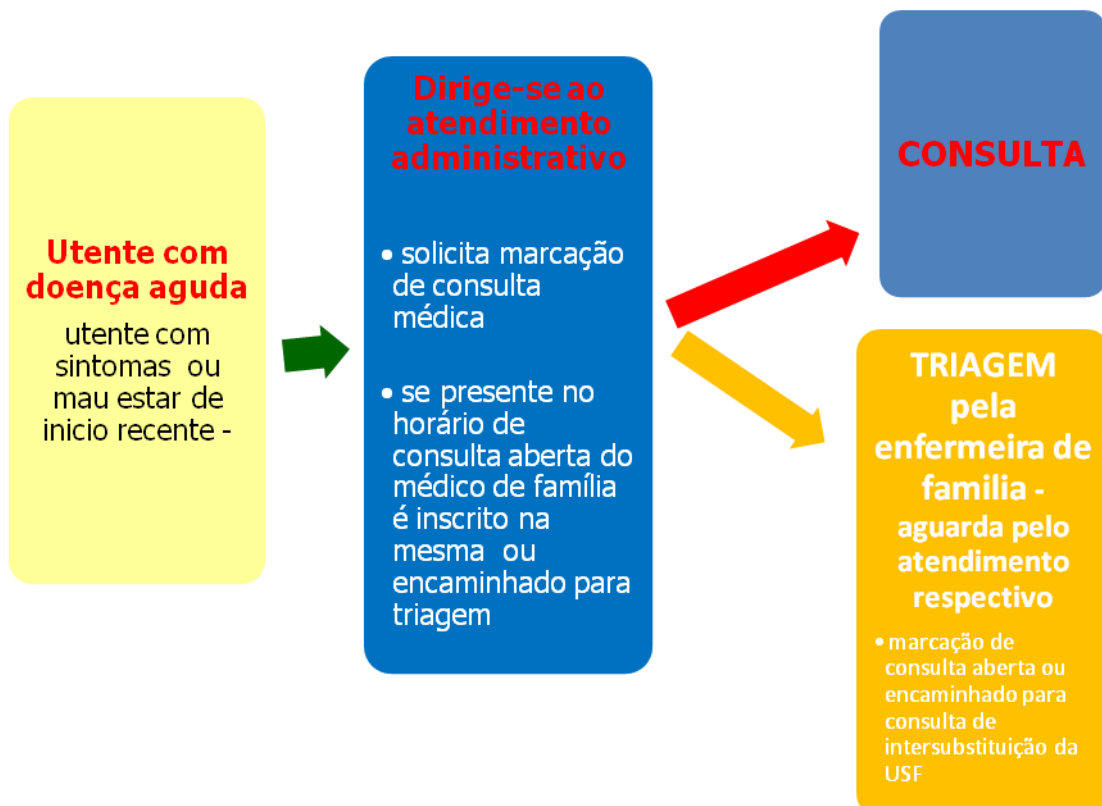 Utente com
doença aguda
utente com
sintomas ou
mau estar de
inicio recente -
Dirige-se ao
atendimento
administrativo
• solicita marcação
de consulta
médica
• se presente no
horário de
consulta aberta do
médico de família
é inscrito na
mesma ou
encaminhado para
triagem
CONSULTA
TRIAGEM
pela
enfermeira de
familia -
aguarda pelo
atendimento
respectivo
• marcação de
consulta aberta ou
encaminhado para
consulta de
intersubstituição da
USF